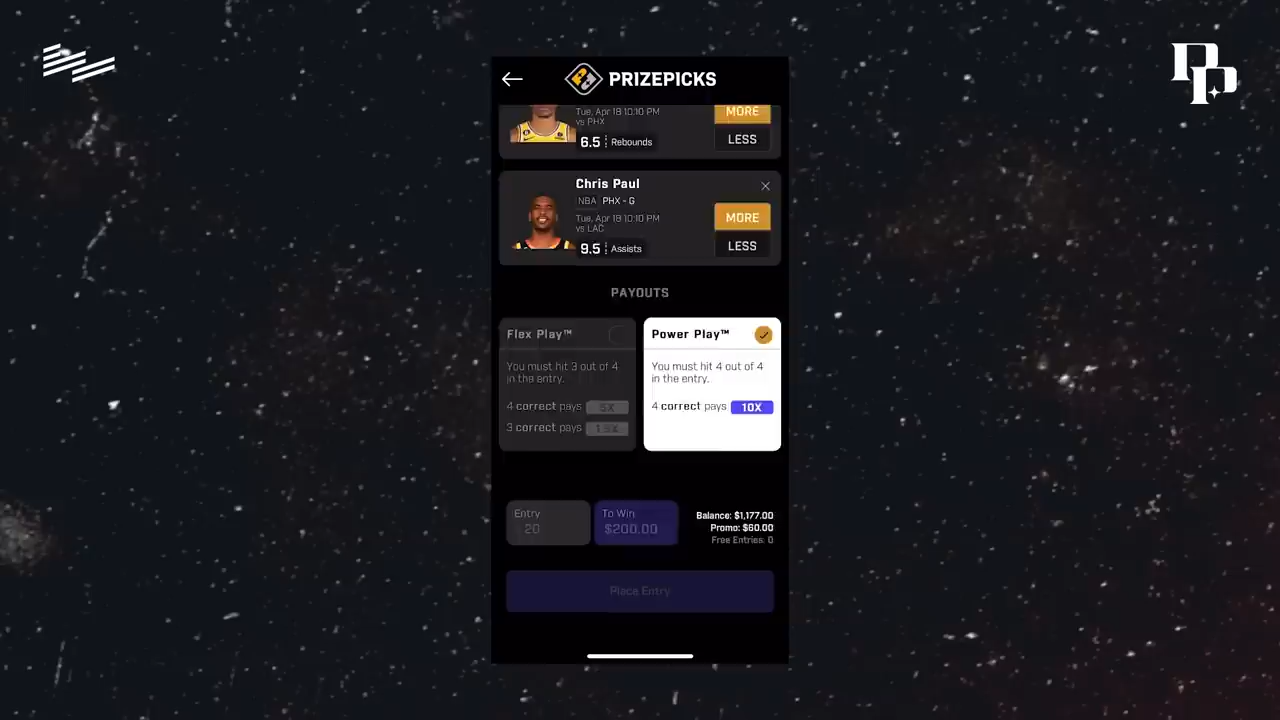 PRIZEPICKS
Tue, Apr 18 10:10 PM
MORE
vs PHX
6.5 Rebounds
LESS
Chris Paul
NBA PHX - G
Tue, Apr 18 10:10 PM
vs LAC
MORE
9.5 Assists
LESS
PAYOUTS
Flex Play™
Power Play™
You must hit 3 out of 4
in the entry.
You must hit 4 out of 4
in the entry.
4 correct pays 5X
4 correct pays 10X
3 correct pays 1.5X
Entry
20
To Win
$200.00
Balance: $1,177.00
Promo: $60.00
Free Entries: 0
Place Entry
PP